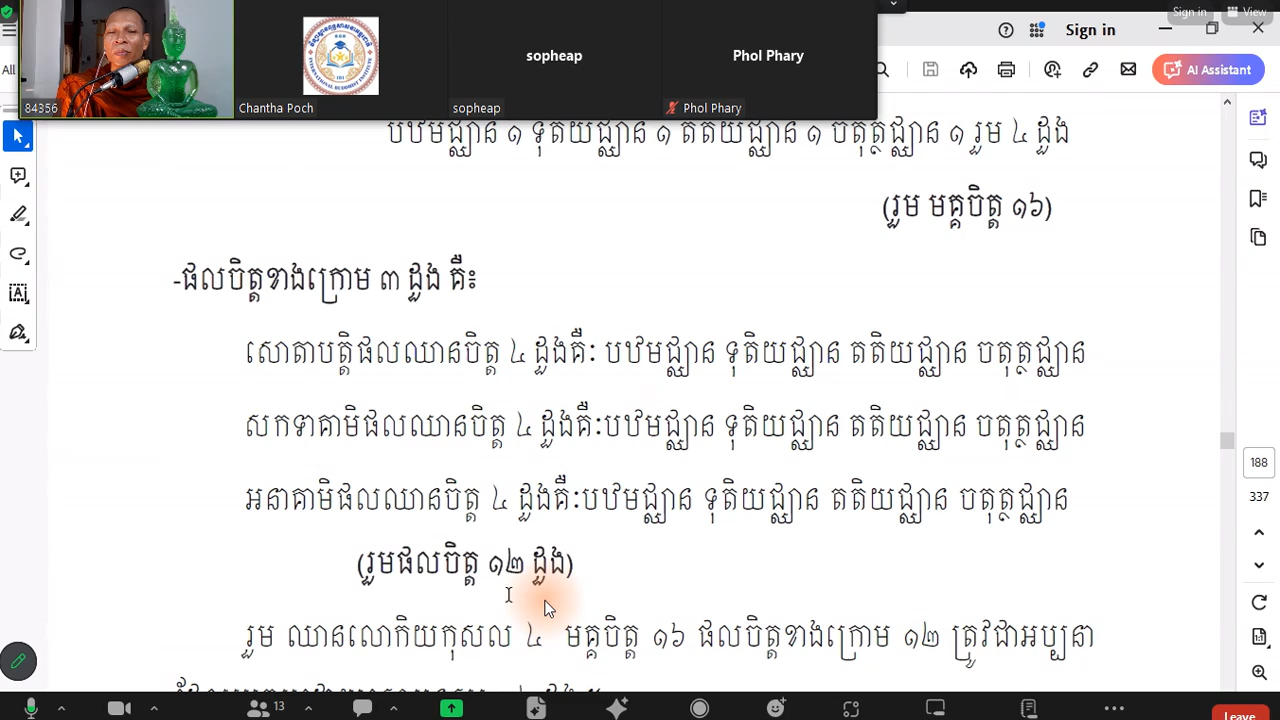 Sign in
View
84356
Chantha Poch
sopheap
sopheap
Phol Phary
Phol Phary
Sign in
All
AI Assistant
បឋមជ្ឈាន ១ ទុតិយជ្ឈាន ១ តតិយជ្ឈាន ១ ចតុត្ថជ្ឈាន ១ រួម ៤ ដួង
(រួម មគ្គចិត្ត ១៦)
-ផលចិត្តខាងក្រោម ៣ ដួង គឺ៖
សោតាបត្តិផលឈានចិត្ត ៤ ដួងគឺៈ បឋមជ្ឈាន ទុតិយជ្ឈាន តតិយជ្ឈាន ចតុត្ថជ្ឈាន
សកទាគាមិផលឈានចិត្ត ៤ ដួងគឺៈបឋមជ្ឈាន ទុតិយជ្ឈាន តតិយជ្ឈាន ចតុត្ថជ្ឈាន
អនាគាមិផលឈានចិត្ត ៤ ដួងគឺៈបឋមជ្ឈាន ទុតិយជ្ឈាន តតិយជ្ឈាន ចតុត្ថជ្ឈាន
(រួមផលចិត្ត ១២ ដួង)
រួម ឈានលោកិយកុសល ៤ មគ្គចិត្ត ១៦ ផលចិត្តខាងក្រោម ១២ ត្រូវជាអប្បនា
188
337
13
Leave